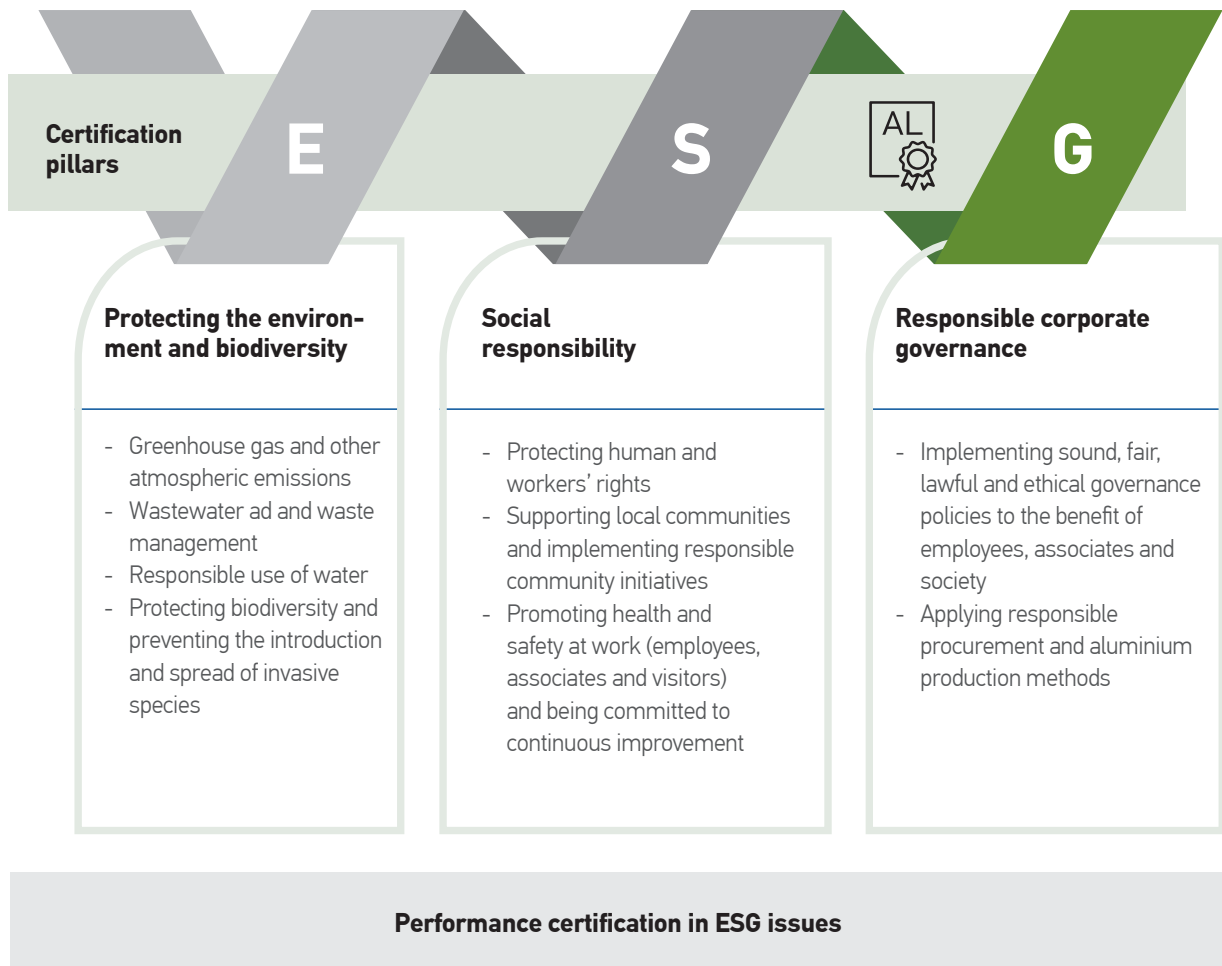 Certification
pillars
E
S
AL
G
Protecting the environ-
ment and biodiversity
- Greenhouse gas and other
atmospheric emissions
- Wastewater ad and waste
management
- Responsible use of water
- Protecting biodiversity and
preventing the introduction
and spread of invasive
species
Social
responsibility
- Protecting human and
workers’ rights
- Supporting local communities
and implementing responsible
community initiatives
- Promoting health and
safety at work (employees,
associates and visitors)
and being committed to
continuous improvement
Responsible corporate
governance
- Implementing sound, fair,
lawful and ethical governance
policies to the benefit of
employees, associates and
society
- Applying responsible
procurement and aluminium
production methods
Performance certification in ESG issues